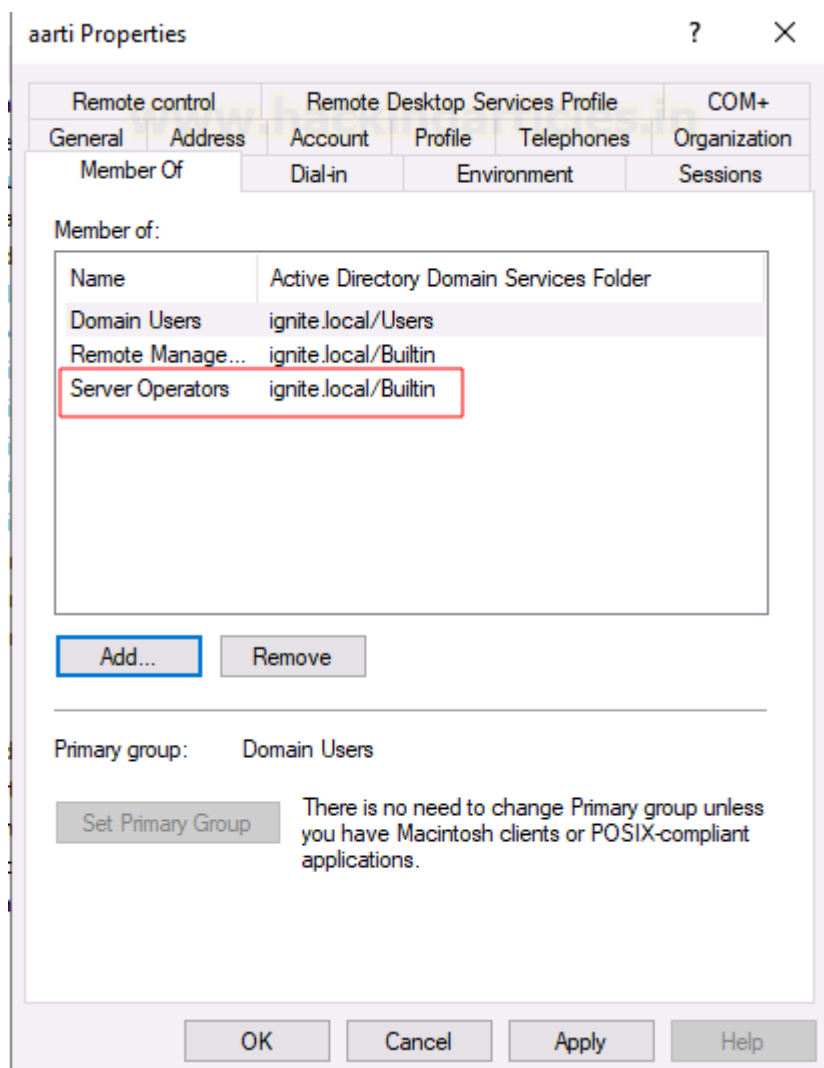 aarti Properties ? ×
www.hackingarticles.in
Remote control Remote Desktop Services Profile COM+
General Address Account Profile Telephones Organization
Member Of Dial-in Environment Sessions
Member of:
Name Active Directory Domain Services Folder
Domain Users ignite.local/Users
Remote Manage... ignite.local/Builtin
Server Operators ignite.local/Builtin
Add... Remove
Primary group: Domain Users
Set Primary Group
There is no need to change Primary group unless
you have Macintosh clients or POSIX-compliant
applications.
OK Cancel Apply Help